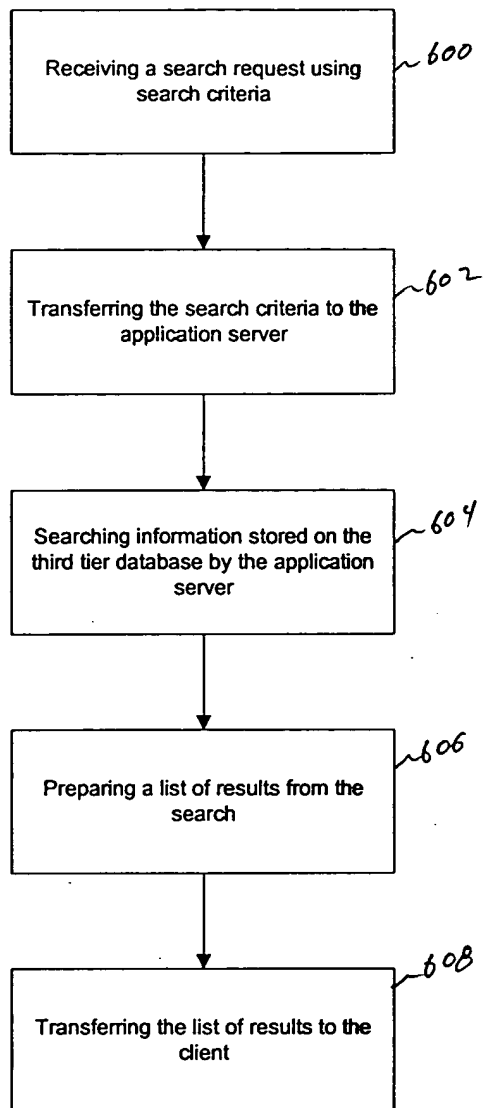 Receiving a search request using
search criteria
600
Transferring the search criteria to the
application server
602
Searching information stored on the
third tier database by the application
server
604
Preparing a list of results from the
search
606
Transferring the list of results to the
client
608